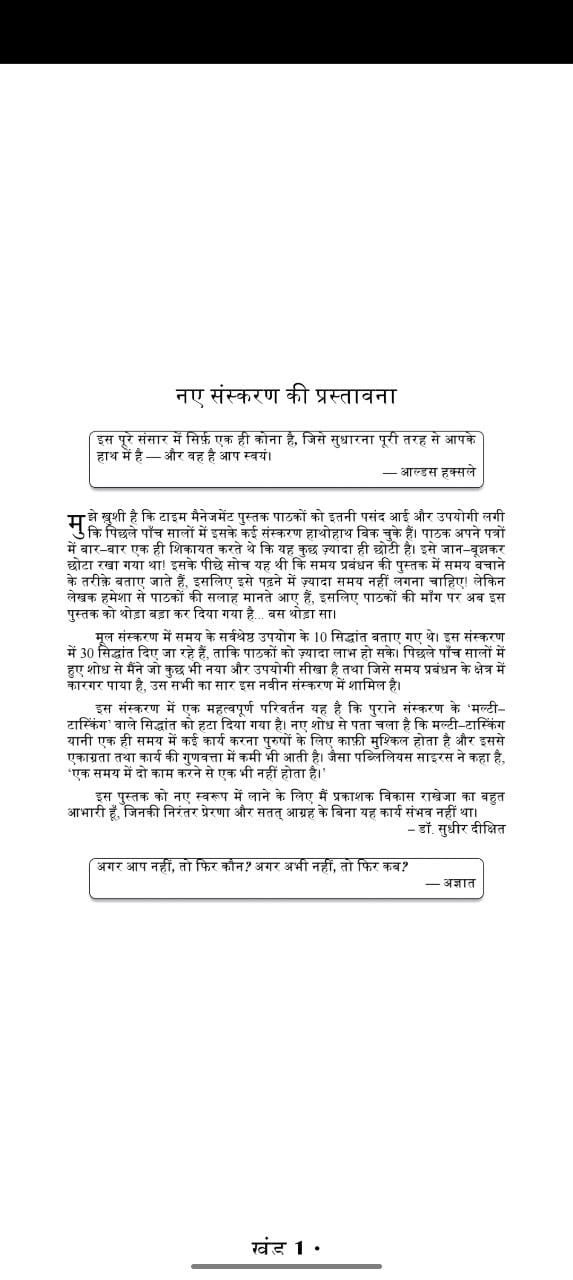 नए संस्करण की प्रस्तावना
इस पूरे संसार में सिर्फ़ एक ही कोना है, जिसे सुधारना पूरी तरह से आपके
हाथ में है — और वह है आप स्वयं।
— आल्डस हक्सले
मुझे ख़ुशी है कि टाइम मैनेजमेंट पुस्तक पाठकों को इतनी पसंद आई और उपयोगी लगी
कि पिछले पाँच सालों में इसके कई संस्करण हाथोहाथ बिक चुके हैं। पाठक अपने पत्रों
में बार–बार एक ही शिकायत करते थे कि यह कुछ ज़्यादा ही छोटी है। इसे जान–बूझकर
छोटा रखा गया था! इसके पीछे सोच यह थी कि समय प्रबंधन की पुस्तक में समय बचाने
के तरीक़े बताए जाते हैं, इसलिए इसे पढ़ने में ज़्यादा समय नहीं लगना चाहिए! लेकिन
लेखक हमेशा से पाठकों की सलाह मानते आए हैं, इसलिए पाठकों की माँग पर अब इस
पुस्तक को थोड़ा बड़ा कर दिया गया है... बस थोड़ा सा।
मूल संस्करण में समय के सर्वश्रेष्ठ उपयोग के 10 सिद्धांत बताए गए थे। इस संस्करण
में 30 सिद्धांत दिए जा रहे हैं, ताकि पाठकों को ज़्यादा लाभ हो सके। पिछले पाँच सालों में
हुए शोध से मैंने जो कुछ भी नया और उपयोगी सीखा है तथा जिसे समय प्रबंधन के क्षेत्र में
कारगर पाया है, उस सभी का सार इस नवीन संस्करण में शामिल है।
इस संस्करण में एक महत्वपूर्ण परिवर्तन यह है कि पुराने संस्करण के ‘मल्टी–
टास्किंग’ वाले सिद्धांत को हटा दिया गया है। नए शोध से पता चला है कि मल्टी–टास्किंग
यानी एक ही समय में कई कार्य करना पुरुषों के लिए काफ़ी मुश्किल होता है और इससे
एकाग्रता तथा कार्य की गुणवत्ता में कमी भी आती है। जैसा पब्लिलियस साइरस ने कहा है,
‘एक समय में दो काम करने से एक भी नहीं होता है।’
इस पुस्तक को नए स्वरूप में लाने के लिए मैं प्रकाशक विकास राखेजा का बहुत
आभारी हूँ, जिनकी निरंतर प्रेरणा और सतत् आग्रह के बिना यह कार्य संभव नहीं था।
– डॉ. सुधीर दीक्षित
अगर आप नहीं, तो फिर कौन? अगर अभी नहीं, तो फिर कब?
— अज्ञात
खंड 1 •